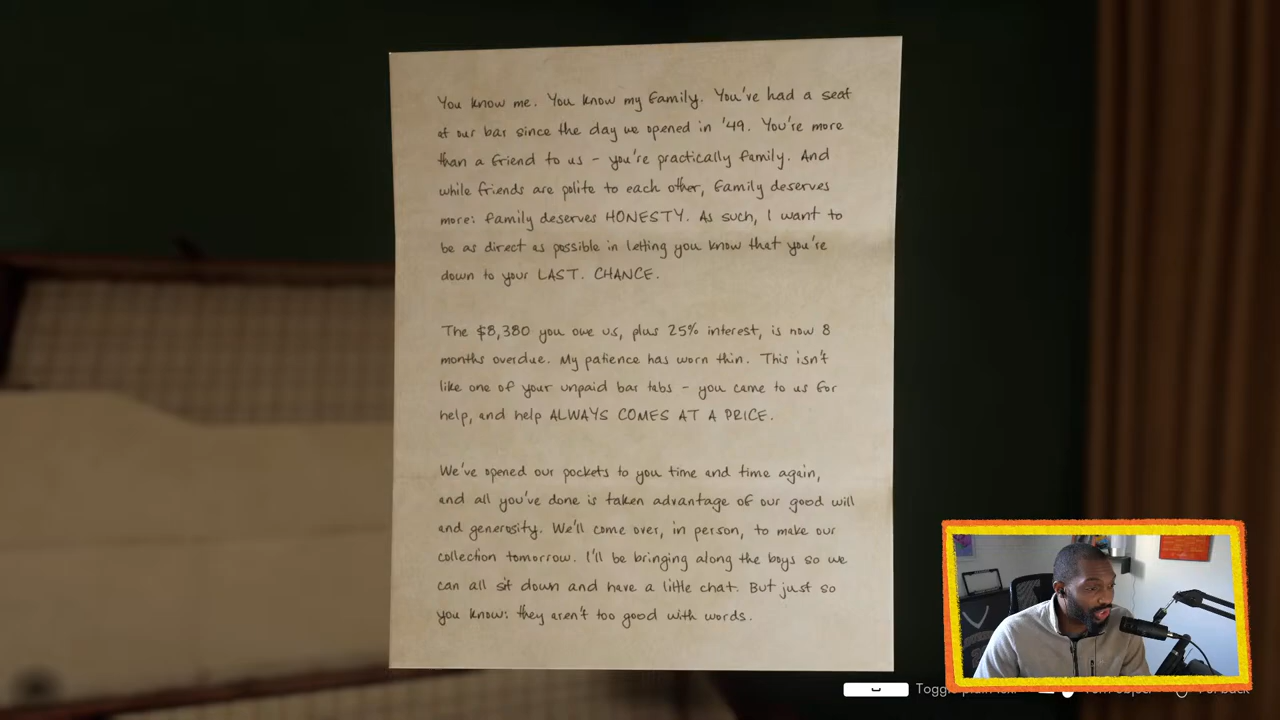 You know me. You know my family. You've had a seat
at our bar since the day we opened in '49. You're more
than a friend to us – you're practically family. And
while friends are polite to each other, family deserves
more: family deserves HONESTY. As such, I want to
be as direct as possible in letting you know that you're
down to your LAST. CHANCE.
The $8,380 you owe us, plus 25% interest, is now 8
months overdue. My patience has worn thin. This isn't
like one of your unpaid bar tabs – you came to us for
help, and help ALWAYS COMES AT A PRICE.
We've opened our pockets to you time and time again,
and all you've done is taken advantage of our good will
and generosity. We'll come over, in person, to make our
collection tomorrow. I'll be bringing along the boys so we
can all sit down and have a little chat. But just so
you know: they aren't too good with words.